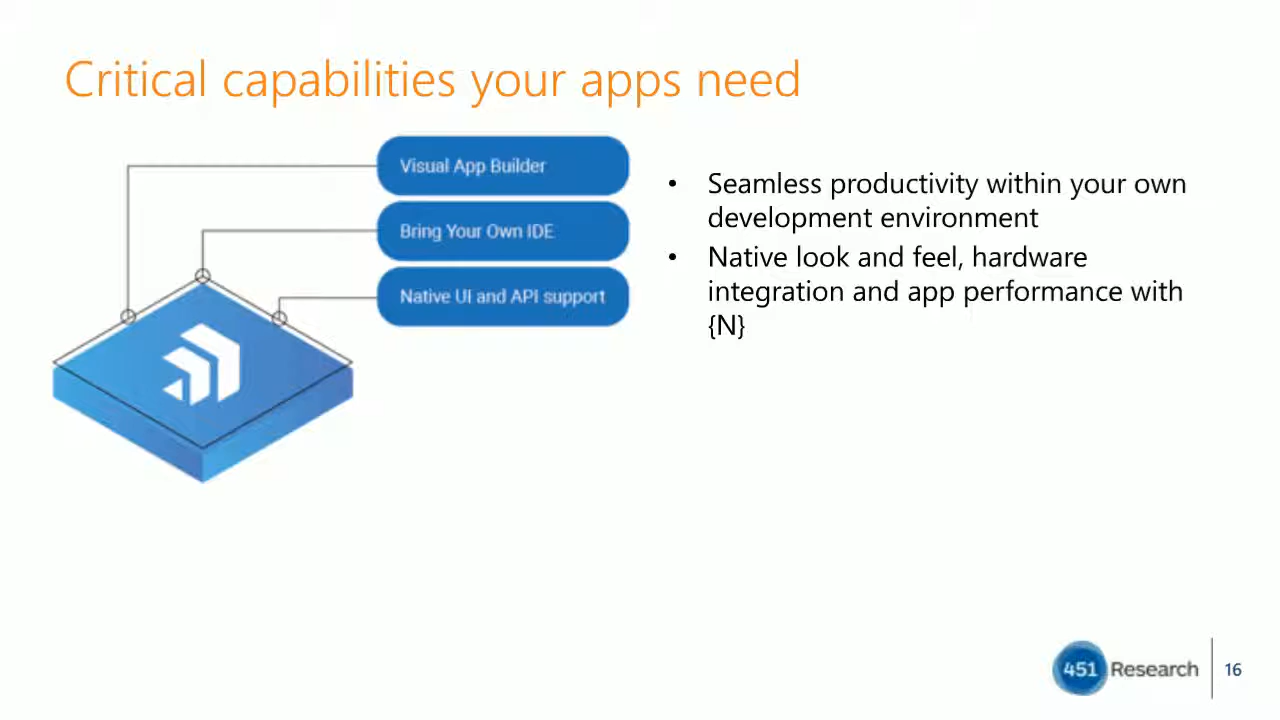 Critical capabilities your apps need
Visual App Builder
Bring Your Own IDE
Native UI and API support
• Seamless productivity within your own
development environment
• Native look and feel, hardware
integration and app performance with
{N}
451 Research
16